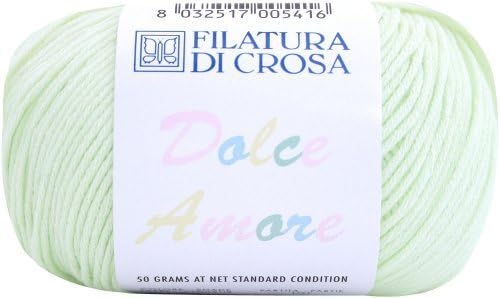 8 032517 005416
FILATURA
DI CROSA
Dolce
Amore
50 GRAMS AT NET STANDARD CONDITION